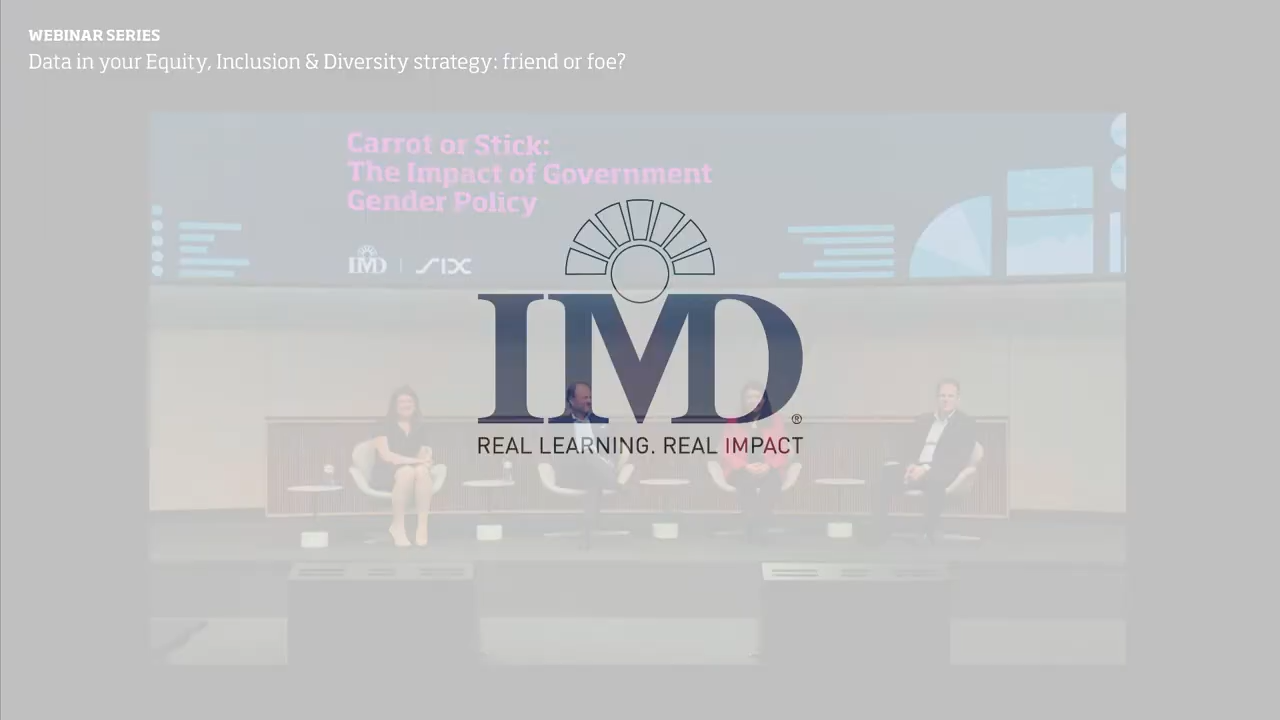 WEBINAR SERIES
Data in your Equity, Inclusion & Diversity strategy: friend or foe?
Carrot or Stick:
The Impact of Government
Gender Policy
IMD | SIX
IMD®
REAL LEARNING. REAL IMPACT